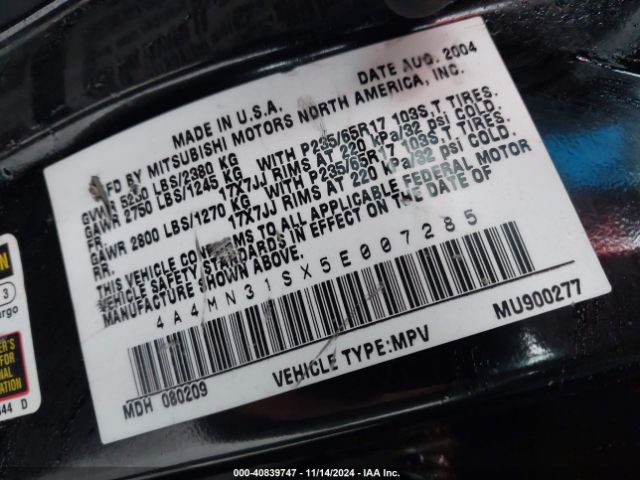 MADE IN U.S.A. DATE AUG. 2004
MFD BY MITSUBISHI MOTORS NORTH AMERICA, INC.
GVWR 5250 LBS/2380 KG
GAWR 2750 LBS/1245 KG WITH P235/65R17 103S,T TIRES.
FR. 17X7JJ RIMS AT 220 kPa/32 psi COLD.
GAWR 2800 LBS/1270 KG WITH P235/65R17 103S,T TIRES.
RR. 17X7JJ RIMS AT 220 kPa/32 psi COLD.
THIS VEHICLE CONFORMS TO ALL APPLICABLE FEDERAL MOTOR
VEHICLE SAFETY STANDARDS IN EFFECT ON THE DATE OF
MANUFACTURE SHOWN ABOVE.
4A4MN31SX5E007285
MDH 080209 VEHICLE TYPE:MPV MU900277
3
argo
FOR
344 D
000-40839747 - 11/14/2024 - IAA Inc.